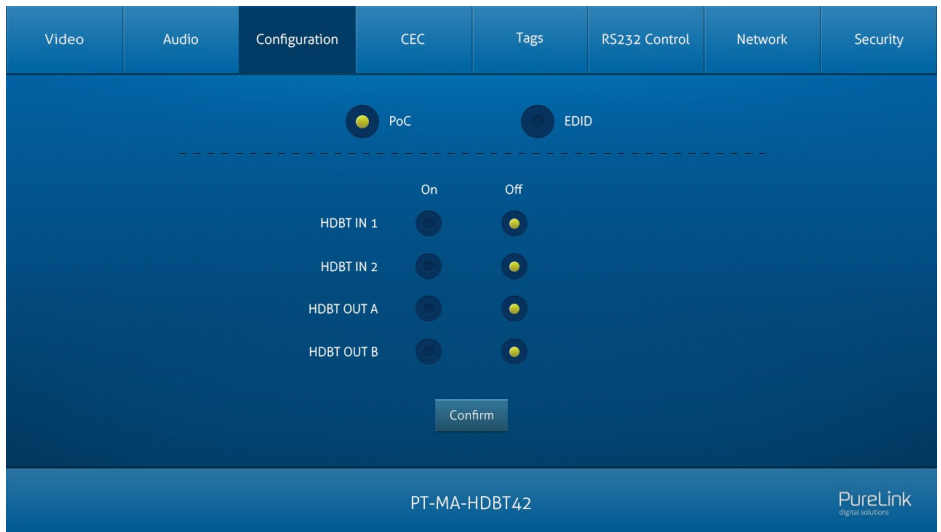 Video Audio Configuration CEC Tags RS232 Control Network Security
PoC EDID
On Off
HDBT IN 1
HDBT IN 2
HDBT OUT A
HDBT OUT B
Confirm
PT-MA-HDBT42
PureLink
digital solutions